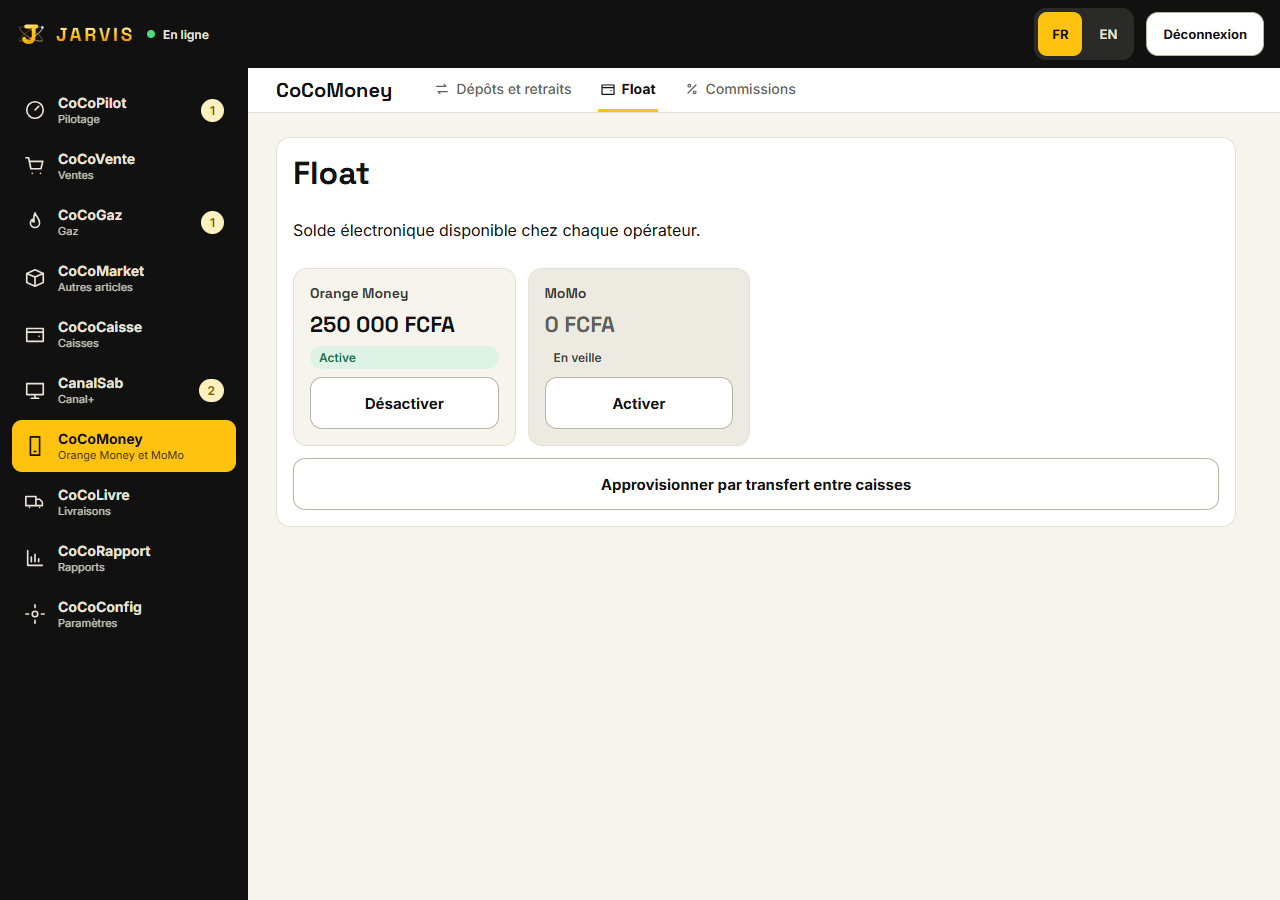 JARVIS
En ligne
FR
EN
Déconnexion
CoCoPilot
Pilotage
1
CoCoVente
Ventes
CoCoGaz
Gaz
1
CoCoMarket
Autres articles
CoCoCaisse
Caisses
CanalSab
Canal+
2
CoCoMoney
Orange Money et MoMo
CoCoLivre
Livraisons
CoCoRapport
Rapports
CoCoConfig
Paramètres
CoCoMoney
Dépôts et retraits
Float
Commissions
Float
Solde électronique disponible chez chaque opérateur.
Orange Money
250 000 FCFA
Active
Désactiver
MoMo
0 FCFA
En veille
Activer
Approvisionner par transfert entre caisses